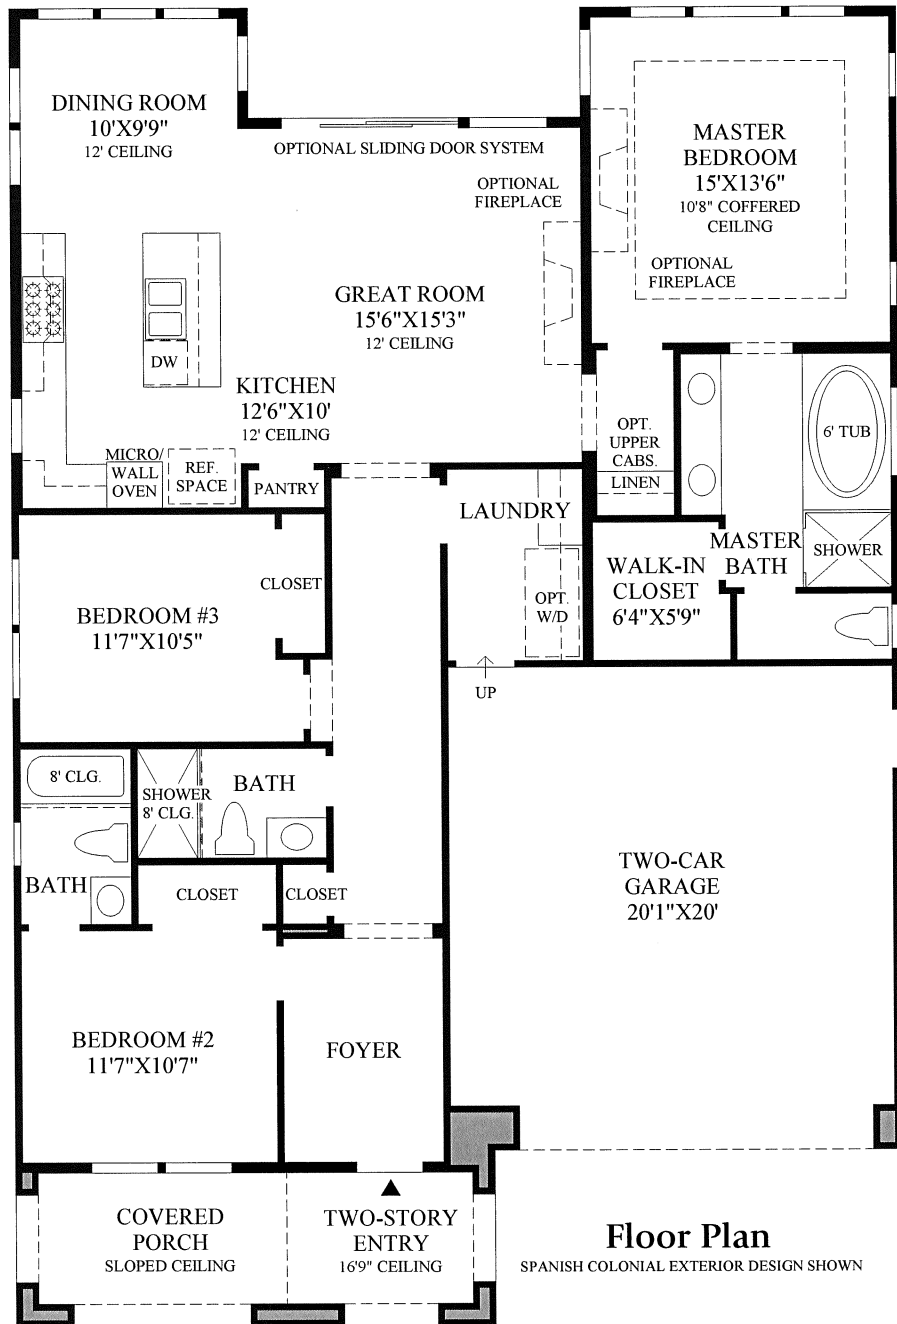 DINING ROOM
10'X9'9"
12' CEILING
OPTIONAL SLIDING DOOR SYSTEM
MASTER
BEDROOM
15'X13'6"
10'8" COFFERED
CEILING
OPTIONAL
FIREPLACE
OPTIONAL
FIREPLACE
GREAT ROOM
15'6"X15'3"
12' CEILING
DW
KITCHEN
12'6"X10'
12' CEILING
MICRO/
WALL
OVEN
REF.
SPACE
PANTRY
OPT.
UPPER
CABS.
LINEN
6' TUB
LAUNDRY
OPT.
W/D
UP
WALK-IN
CLOSET
6'4"X5'9"
MASTER
BATH
SHOWER
CLOSET
BEDROOM #3
11'7"X10'5"
8' CLG.
SHOWER
8' CLG.
BATH
BATH
CLOSET
CLOSET
TWO-CAR
GARAGE
20'1"X20'
BEDROOM #2
11'7"X10'7"
FOYER
COVERED
PORCH
SLOPED CEILING
TWO-STORY
ENTRY
16'9" CEILING
Floor Plan
SPANISH COLONIAL EXTERIOR DESIGN SHOWN